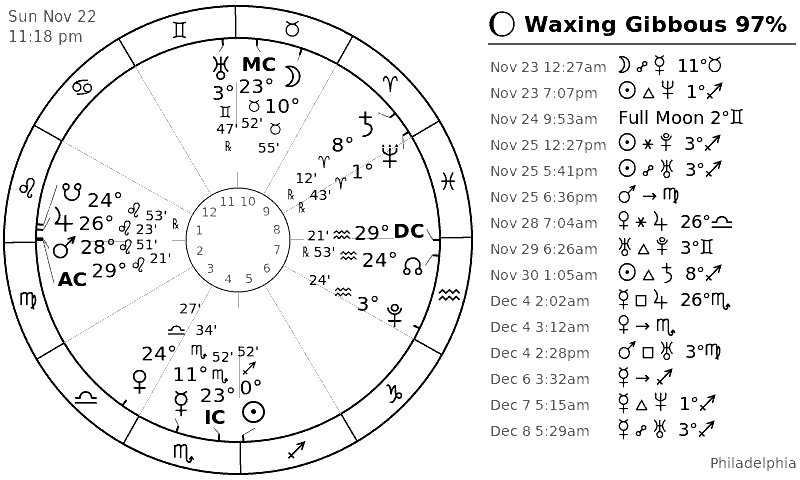 Sun Nov 22
11:18 pm
Waxing Gibbous 97%
Nov 23 12:27am ☽ ☍ ☿ 11°♉
Nov 23 7:07pm ☉ △ ♆ 1°♐
Nov 24 9:53am Full Moon 2°♊
Nov 25 12:27pm ☉ ⚹ ♇ 3°♐
Nov 25 5:41pm ☉ ☍ ♅ 3°♐
Nov 25 6:36pm ♂ → ♍
Nov 28 7:04am ♀ ⚹ ♃ 26°♎
Nov 29 6:26am ♅ △ ♇ 3°♊
Nov 30 1:05am ☉ △ ♄ 8°♐
Dec 4 2:02am ☿ □ ♃ 26°♏
Dec 4 3:12am ♀ → ♏
Dec 4 2:28pm ♂ □ ♅ 3°♍
Dec 6 3:32am ☿ → ♐
Dec 7 5:15am ☿ △ ♆ 1°♐
Dec 8 5:29am ☿ ☍ ♅ 3°♐
Philadelphia
♊ ♉
♋ ♈
♌ ♓
♍ ♒
♎ ♑
♏ ♐
♅ 3° ♊ 47' ℞
MC 23° ♉ 52'
☽ 10° ♉ 55'
♄ 8° ♈ 12' ℞
♆ 1° ♈ 43' ℞
☋ 24° ♌ 53' ℞
♃ 26° ♌ 23'
♂ 28° ♌ 51'
AC 29° ♌ 21'
21' ♒ 29° DC
℞ 53' ♒ 24° ☊
24' ♒ 3° ♇
27' ♎ 24° ♀
34' ♏ 11° ☿
52' ♏ 23° IC
52' ♐ 0° ☉
11 10
12 9
1 8
2 7
3 6
4 5